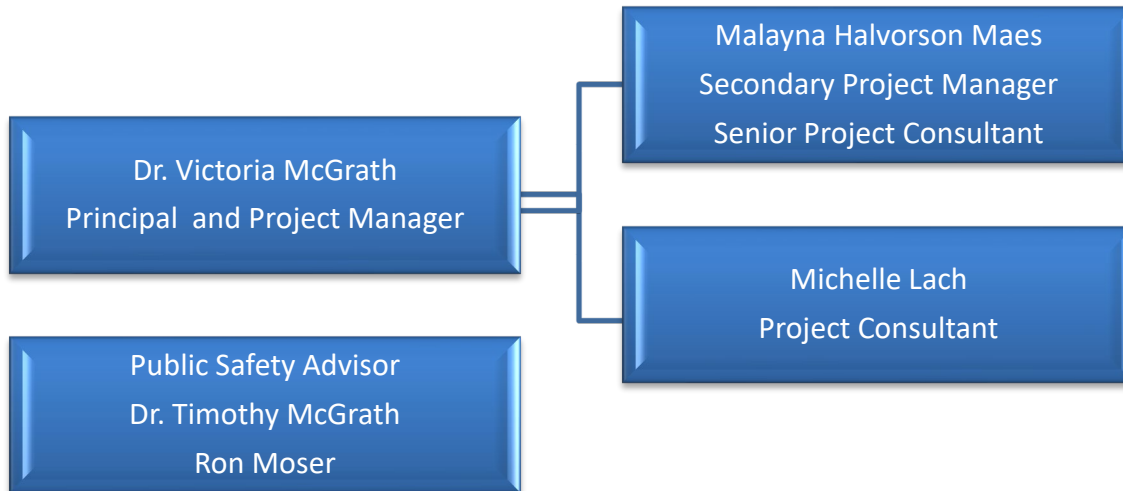 Malayna Halvorson Maes
Secondary Project Manager
Senior Project Consultant
Dr. Victoria McGrath
Principal  and Project Manager
Michelle Lach
Project Consultant
Public Safety Advisor
Dr. Timothy McGrath
Ron Moser